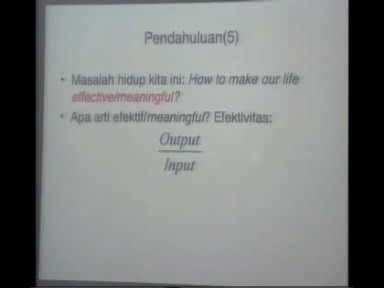 Pendahuluan(5)
• Masalah hidup kita ini: How to make our life
effective/meaningful?
• Apa arti efektif/meaningful? Efektivitas:
Output
Input